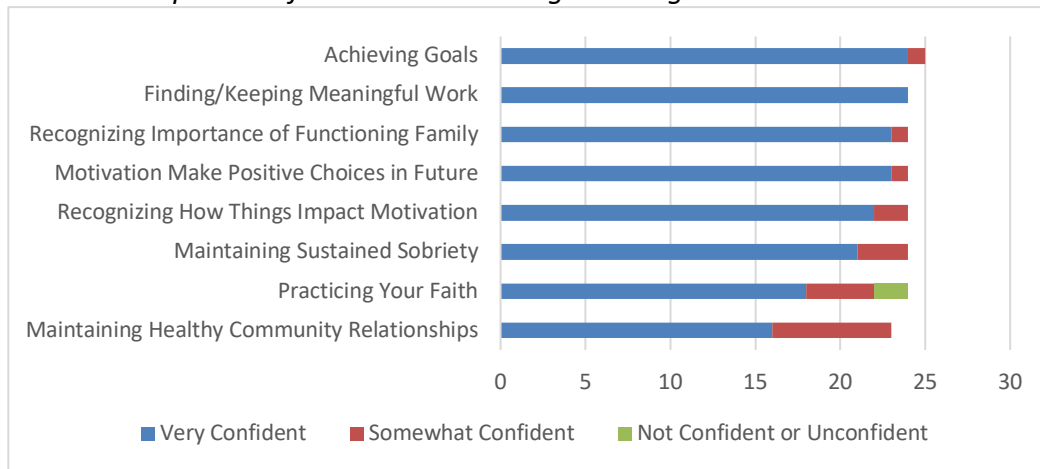 Achieving Goals
Finding/Keeping Meaningful Work
Recognizing Importance of Functioning Family
Motivation Make Positive Choices in Future
Recognizing How Things Impact Motivation
Maintaining Sustained Sobriety
Practicing Your Faith
Maintaining Healthy Community Relationships
0 5 10 15 20 25 30
Very Confident Somewhat Confident Not Confident or Unconfident